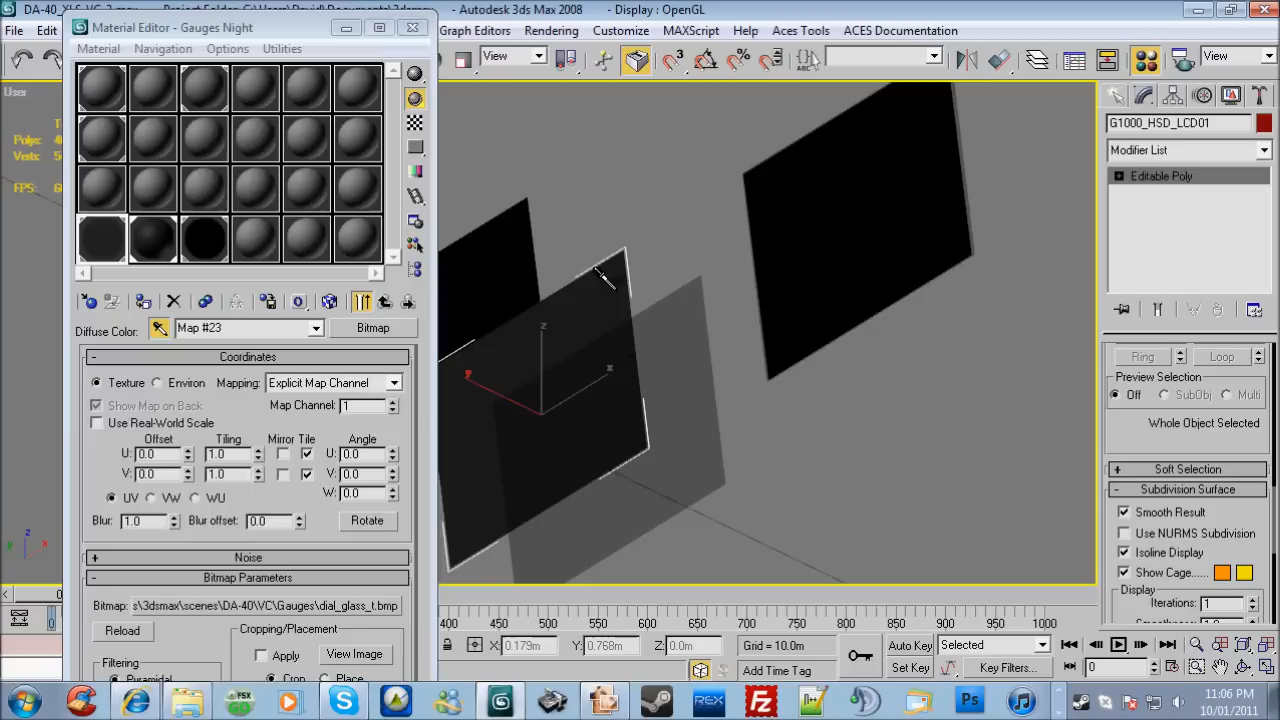 DA-40_XLS_VC_3.max - Project Folder: C:\Users\David\Documents\3dsmax - Autodesk 3ds Max 2008 - Display : OpenGL
File Edit Graph Editors Rendering Customize MAXScript Help Aces Tools ACES Documentation
Material Editor - Gauges Night
Material Navigation Options Utilities
View
View
User
Polys:
Verts:
FPS:
G1000_HSD_LCD01
Modifier List
Editable Poly
Diffuse Color: Map #23 Bitmap
Coordinates
Texture Environ Mapping: Explicit Map Channel
Show Map on Back Map Channel: 1
Use Real-World Scale
Offset Tiling Mirror Tile Angle
U: 0.0 1.0 U: 0.0
V: 0.0 1.0 V: 0.0
W: 0.0
UV VW WU
Blur: 1.0 Blur offset: 0.0 Rotate
Noise
Bitmap Parameters
Bitmap: s\3dsmax\scenes\DA-40\VC\Gauges\dial_glass_t.bmp
Reload Cropping/Placement
Apply View Image
Filtering
Pyramidal Crop Place
z
x
y
z
y x
Ring Loop
Preview Selection
Off SubObj Multi
Whole Object Selected
Soft Selection
Subdivision Surface
Smooth Result
Use NURMS Subdivision
Isoline Display
Show Cage......
Display
Iterations: 1
400 450 500 550 600 650 700 750 800 850 900 950 1000
X: 0.179m Y: 0.768m Z: 0.0m Grid = 10.0m Auto Key Selected
Add Time Tag Set Key Key Filters... 0
11:06 PM
10/01/2011